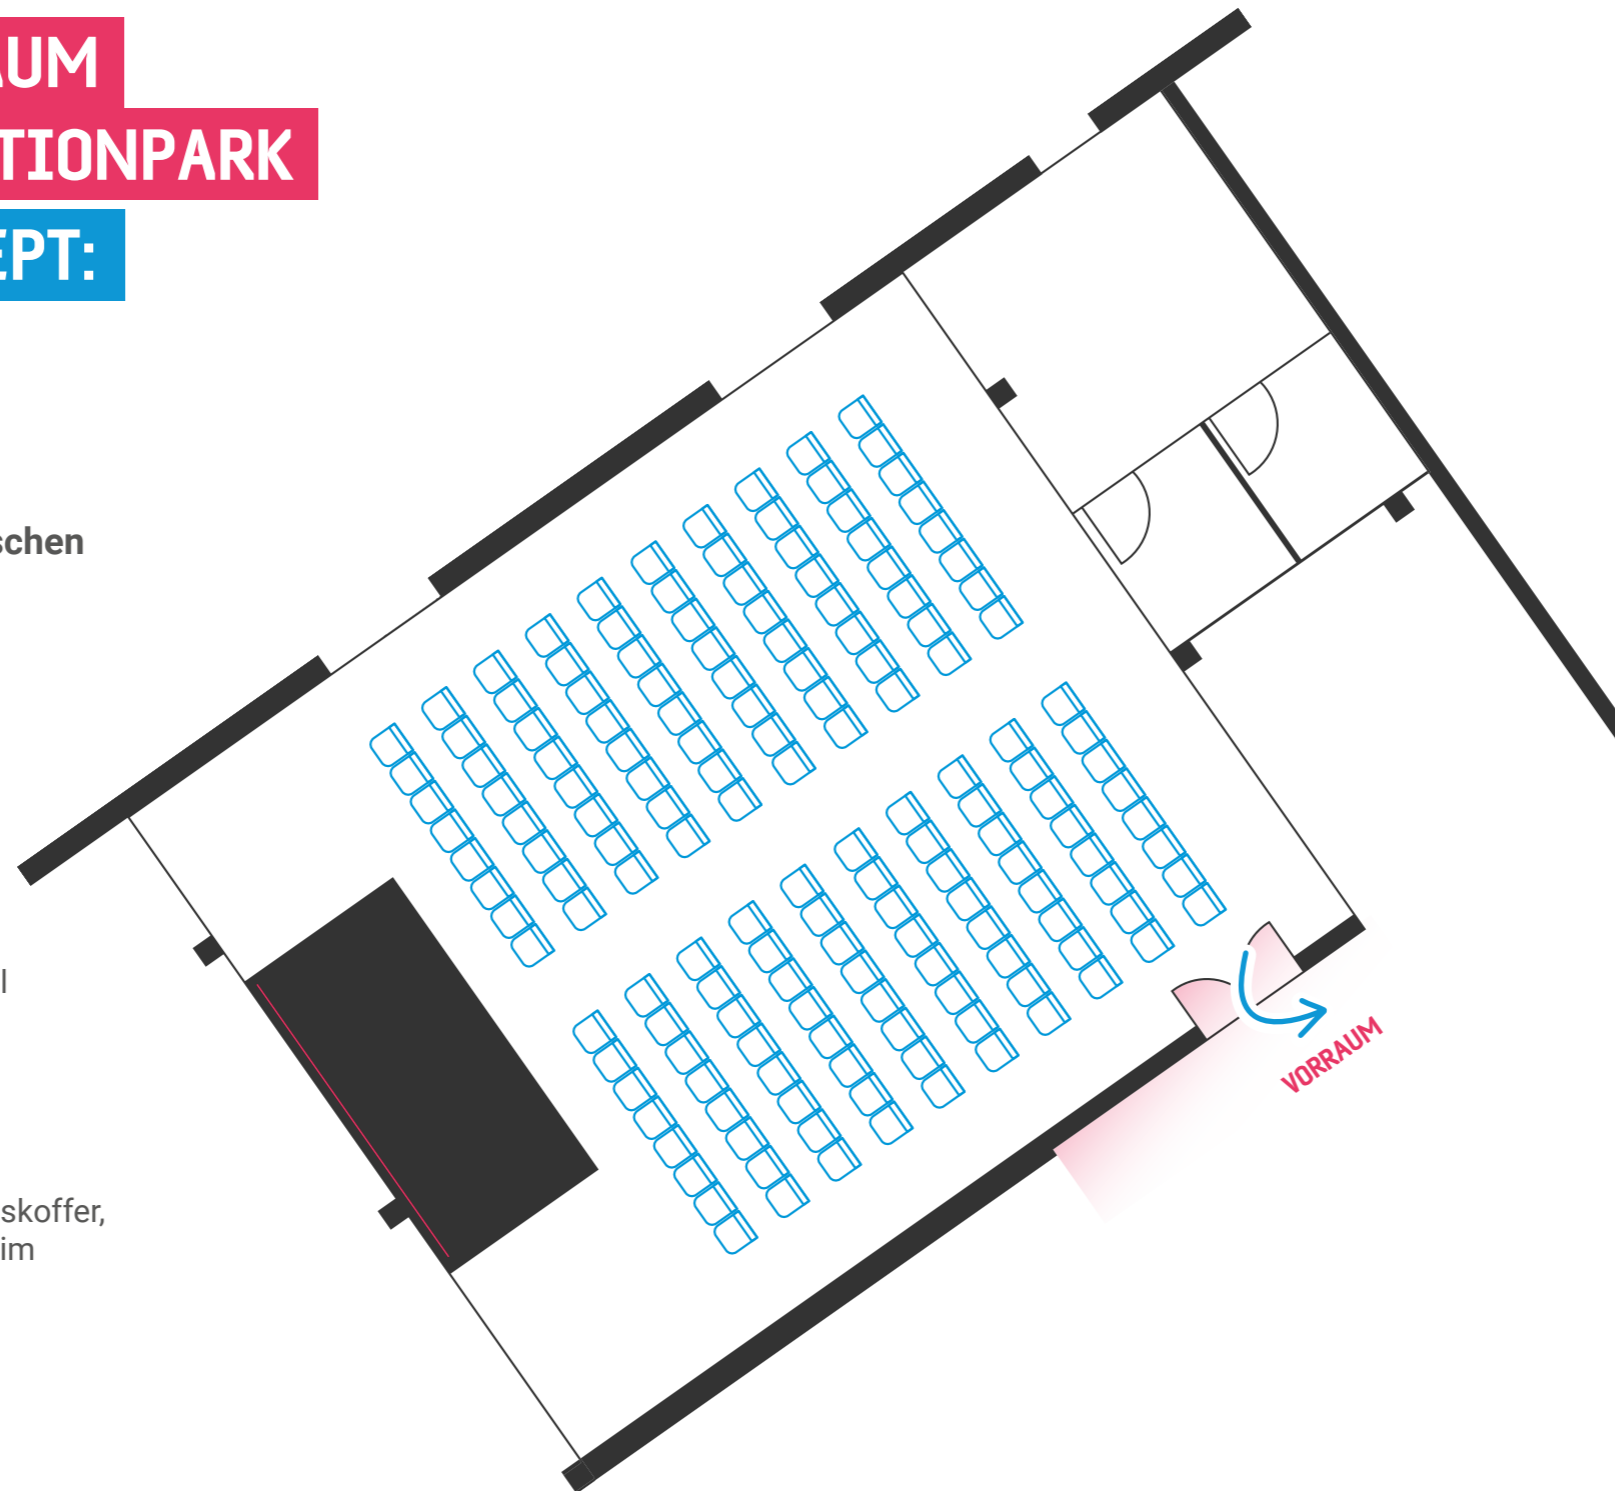 AUM
TIONPARK
EPT:
schen
l
skoffer,
im
VORRAUM